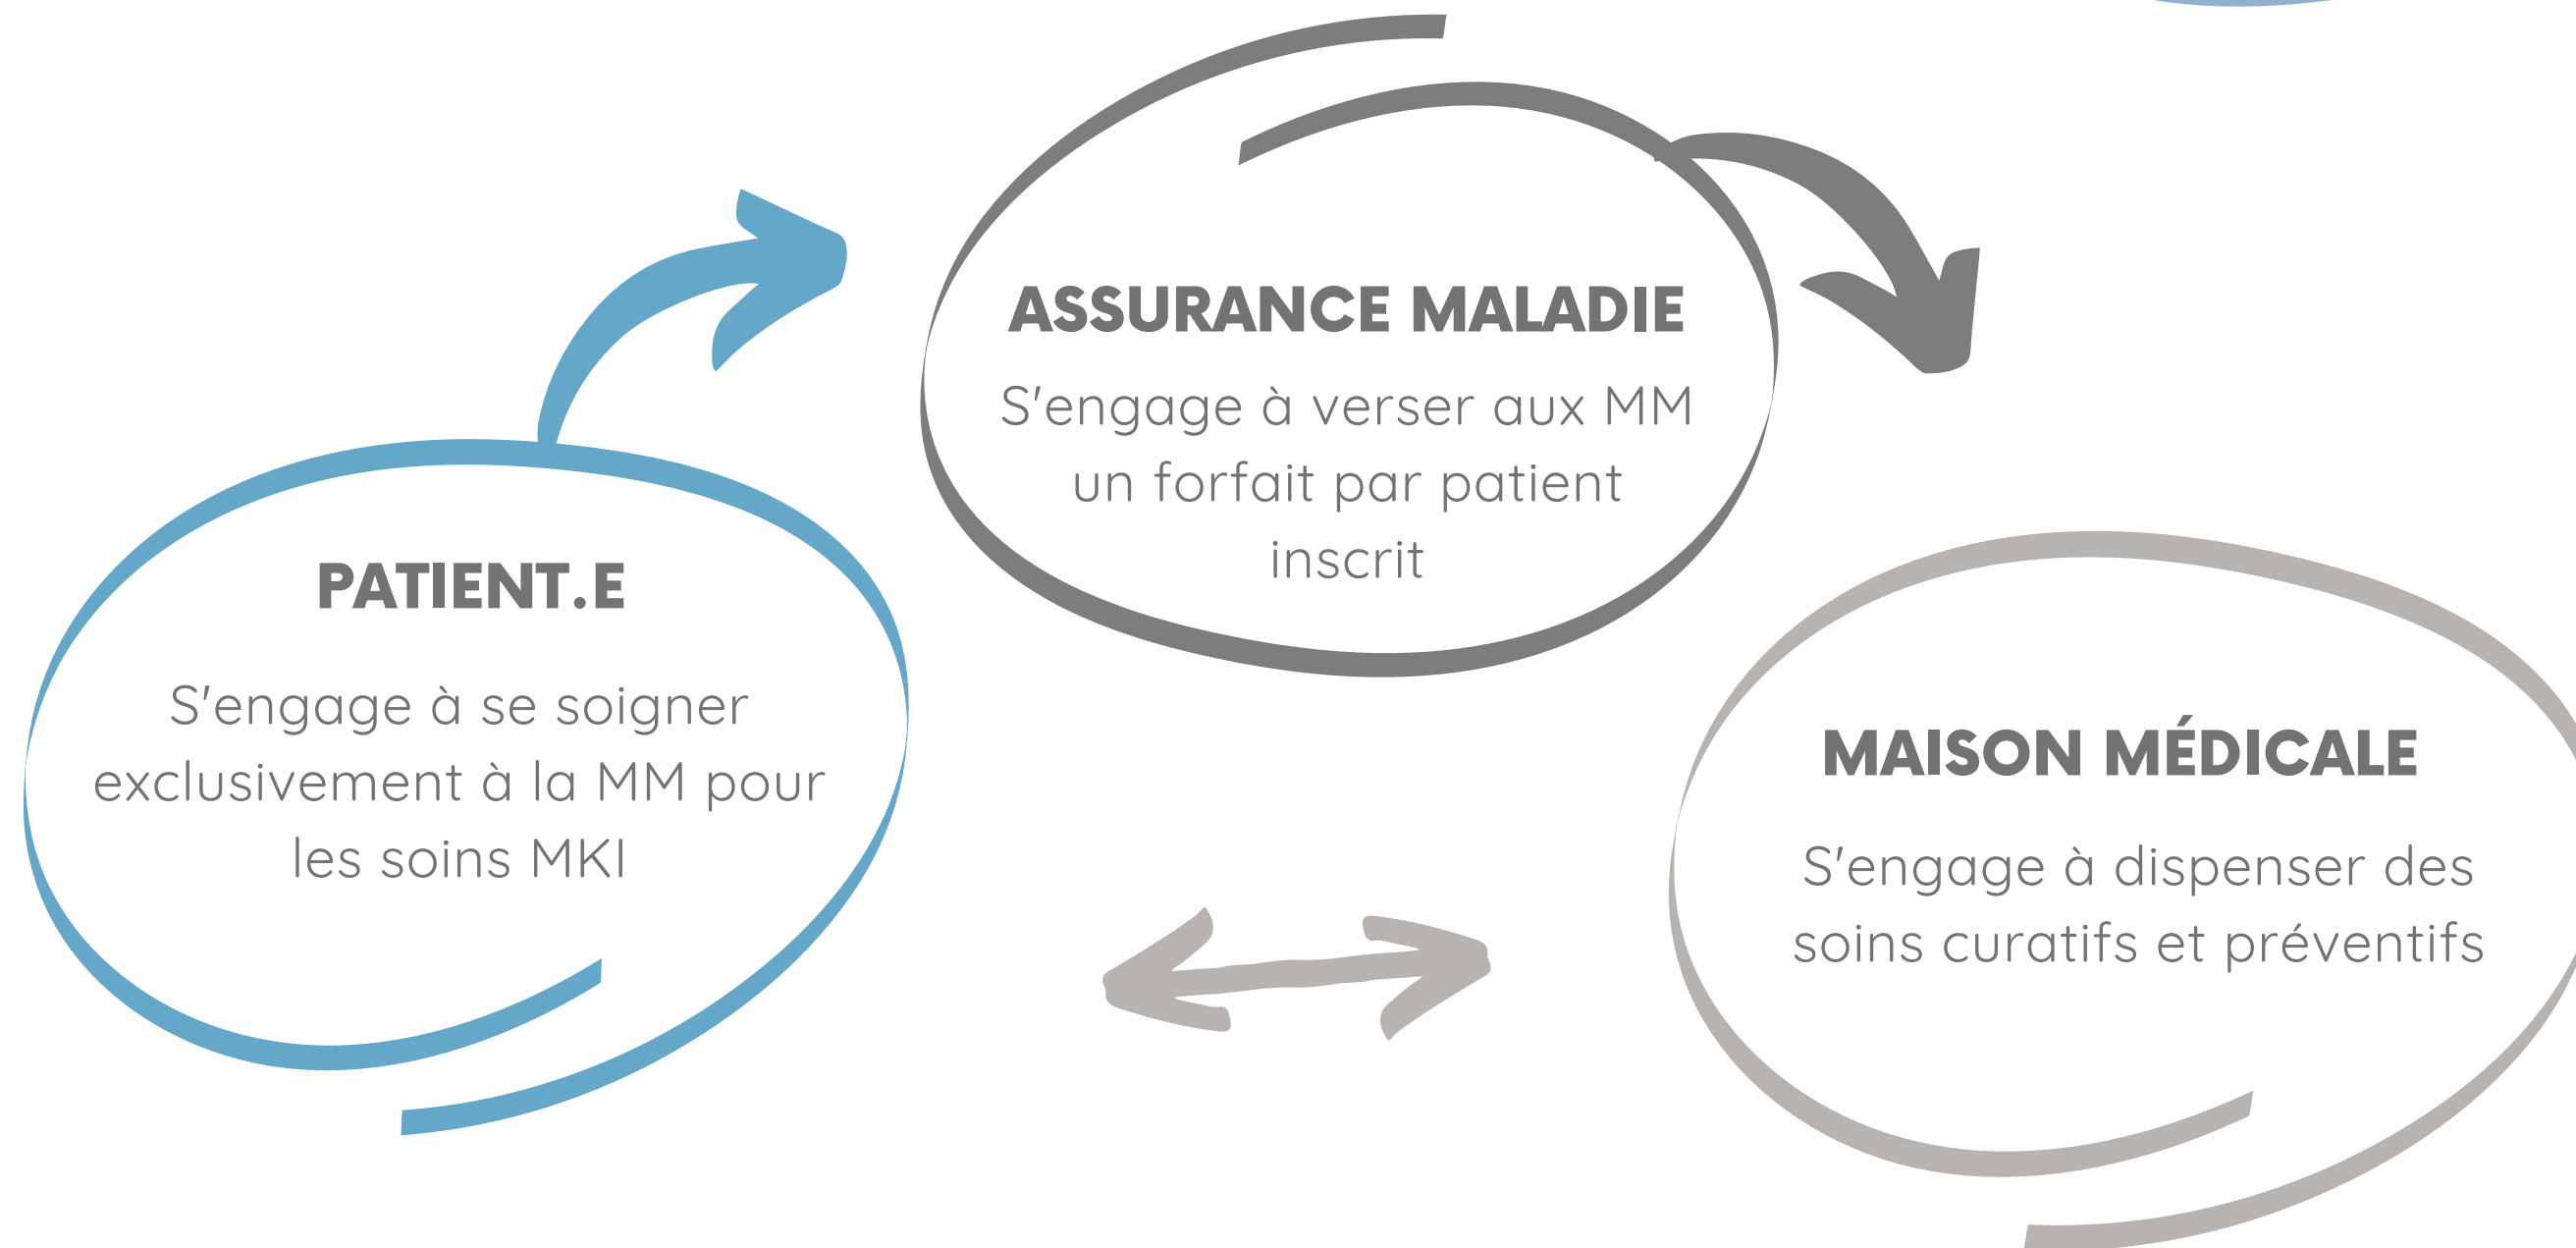 ASSURANCE MALADIE
S'engage à verser aux MM
un forfait par patient
inscrit
PATIENT.E
S'engage à se soigner
exclusivement à la MM pour
les soins MKI
MAISON MÉDICALE
S'engage à dispenser des
soins curatifs et préventifs